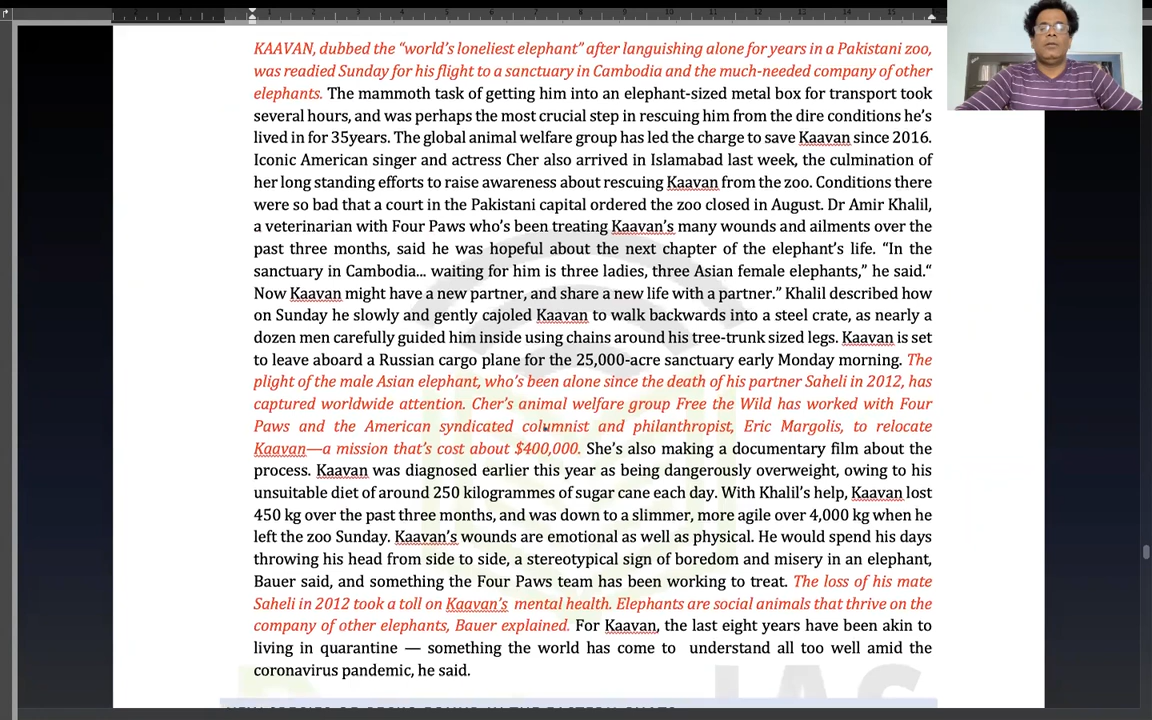 KAAVAN, dubbed the “world’s loneliest elephant” after languishing alone for years in a Pakistani zoo,
was readied Sunday for his flight to a sanctuary in Cambodia and the much-needed company of other
elephants. The mammoth task of getting him into an elephant-sized metal box for transport took
several hours, and was perhaps the most crucial step in rescuing him from the dire conditions he’s
lived in for 35years. The global animal welfare group has led the charge to save Kaavan since 2016.
Iconic American singer and actress Cher also arrived in Islamabad last week, the culmination of
her long standing efforts to raise awareness about rescuing Kaavan from the zoo. Conditions there
were so bad that a court in the Pakistani capital ordered the zoo closed in August. Dr Amir Khalil,
a veterinarian with Four Paws who’s been treating Kaavan’s many wounds and ailments over the
past three months, said he was hopeful about the next chapter of the elephant’s life. “In the
sanctuary in Cambodia... waiting for him is three ladies, three Asian female elephants,” he said.“
Now Kaavan might have a new partner, and share a new life with a partner.” Khalil described how
on Sunday he slowly and gently cajoled Kaavan to walk backwards into a steel crate, as nearly a
dozen men carefully guided him inside using chains around his tree-trunk sized legs. Kaavan is set
to leave aboard a Russian cargo plane for the 25,000-acre sanctuary early Monday morning. The
plight of the male Asian elephant, who’s been alone since the death of his partner Saheli in 2012, has
captured worldwide attention. Cher’s animal welfare group Free the Wild has worked with Four
Paws and the American syndicated columnist and philanthropist, Eric Margolis, to relocate
Kaavan—a mission that’s cost about $400,000. She’s also making a documentary film about the
process. Kaavan was diagnosed earlier this year as being dangerously overweight, owing to his
unsuitable diet of around 250 kilogrammes of sugar cane each day. With Khalil’s help, Kaavan lost
450 kg over the past three months, and was down to a slimmer, more agile over 4,000 kg when he
left the zoo Sunday. Kaavan’s wounds are emotional as well as physical. He would spend his days
throwing his head from side to side, a stereotypical sign of boredom and misery in an elephant,
Bauer said, and something the Four Paws team has been working to treat. The loss of his mate
Saheli in 2012 took a toll on Kaavan’s mental health. Elephants are social animals that thrive on the
company of other elephants, Bauer explained. For Kaavan, the last eight years have been akin to
living in quarantine — something the world has come to understand all too well amid the
coronavirus pandemic, he said.
IAS